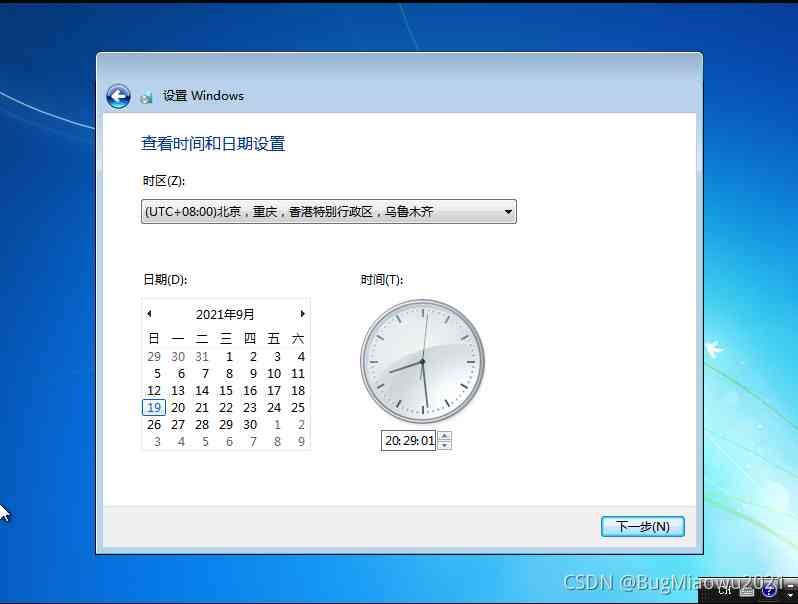 设置 Windows
查看时间和日期设置
时区(Z):
(UTC+08:00)北京，重庆，香港特别行政区，乌鲁木齐
日期(D): 时间(T):
2021年9月
日 一 二 三 四 五 六
29 30 31 1 2 3 4
5 6 7 8 9 10 11
12 13 14 15 16 17 18
19 20 21 22 23 24 25
26 27 28 29 30 1 2
3 4 5 6 7 8 9
20:29:01
下一步(N)
CSDN @BugMiaowu2021
CH